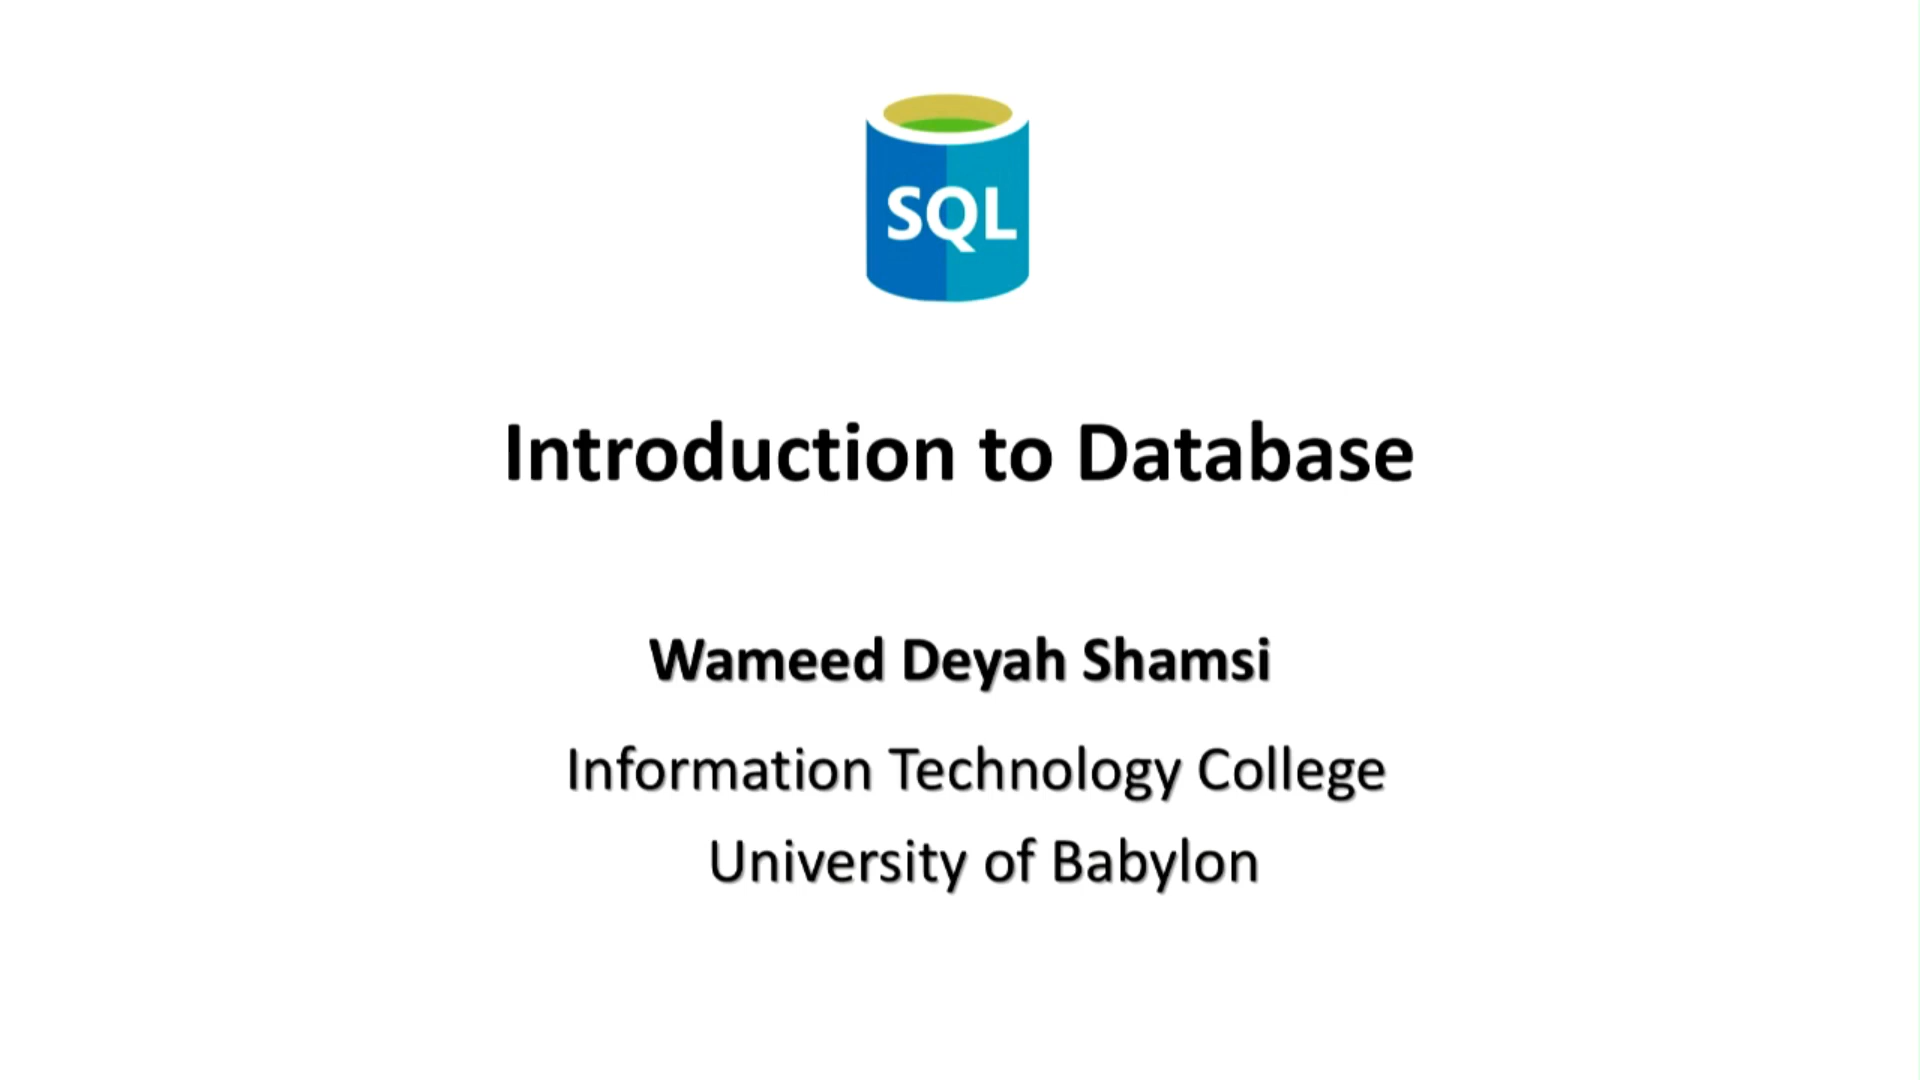 SQL
Introduction to Database
Wameed Deyah Shamsi
Information Technology College
University of Babylon